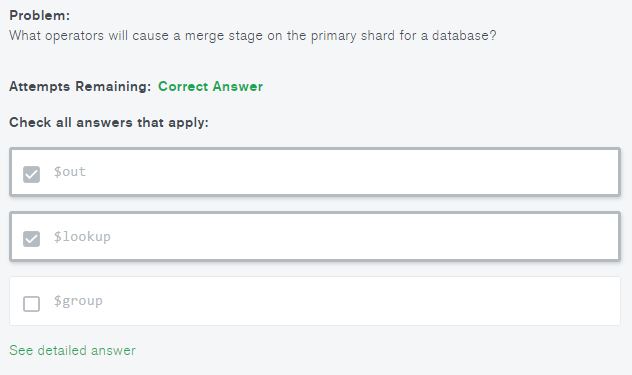 Problem:
What operators will cause a merge stage on the primary shard for a database?
Attempts Remaining: Correct Answer
Check all answers that apply:
$out
$lookup
$group
See detailed answer